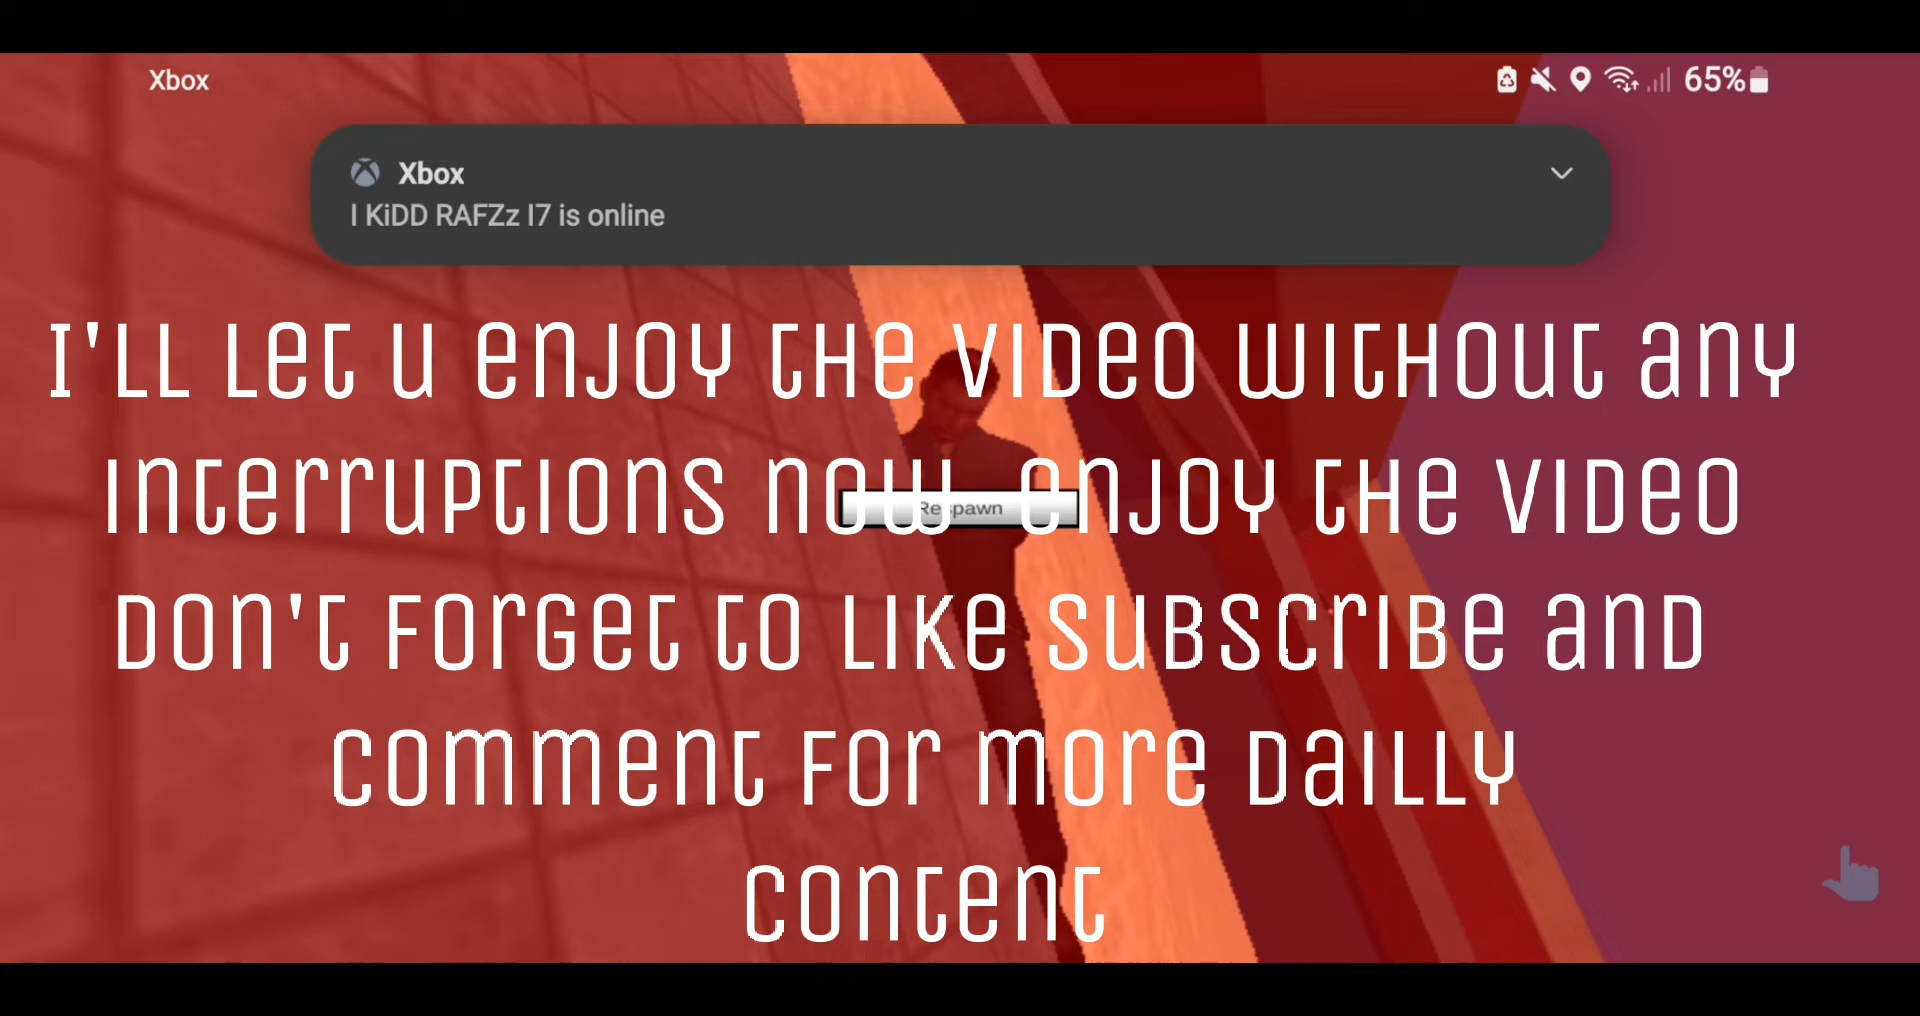 Xbox
65%
Xbox
I KiDD RAFZz I7 is online
I'll let u enjoy the video without any
interruptions now enjoy the video
Respawn
don't forget to like subscribe and
comment for more dailly
content